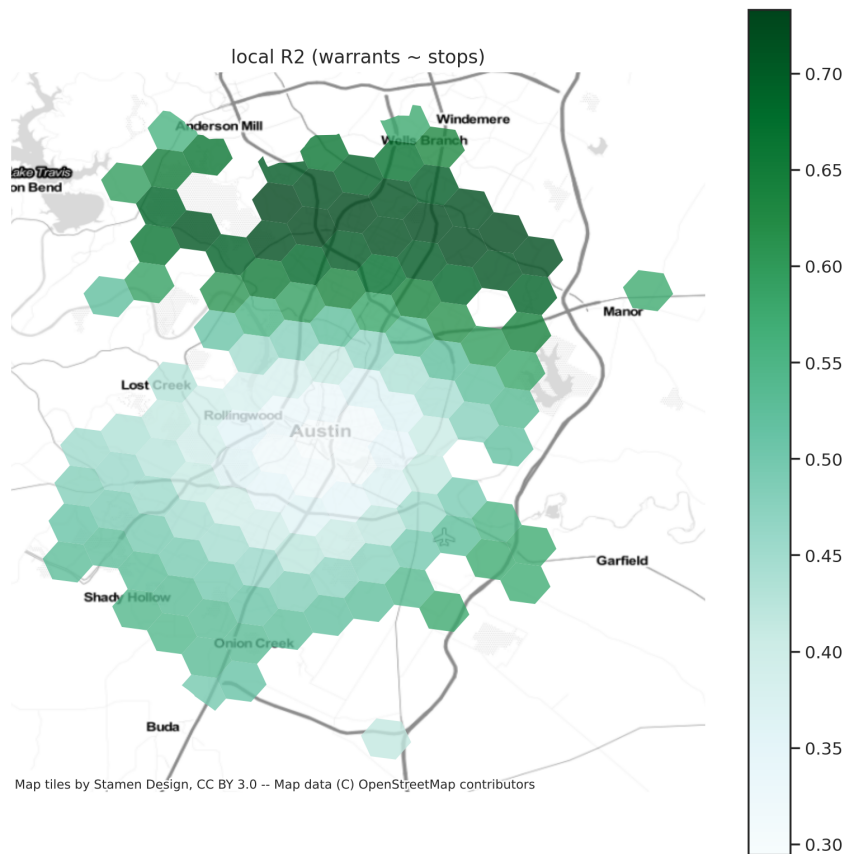 local R2 (warrants ~ stops)
Windemere
Anderson Mill
Wells Branch
ake Travis
on Bend
Manor
Lost Creek
Rollingwood
Austin
Garfield
Shady Hollow
Onion Creek
Buda
Map tiles by Stamen Design, CC BY 3.0 -- Map data (C) OpenStreetMap contributors
0.70
0.65
0.60
0.55
0.50
0.45
0.40
0.35
0.30